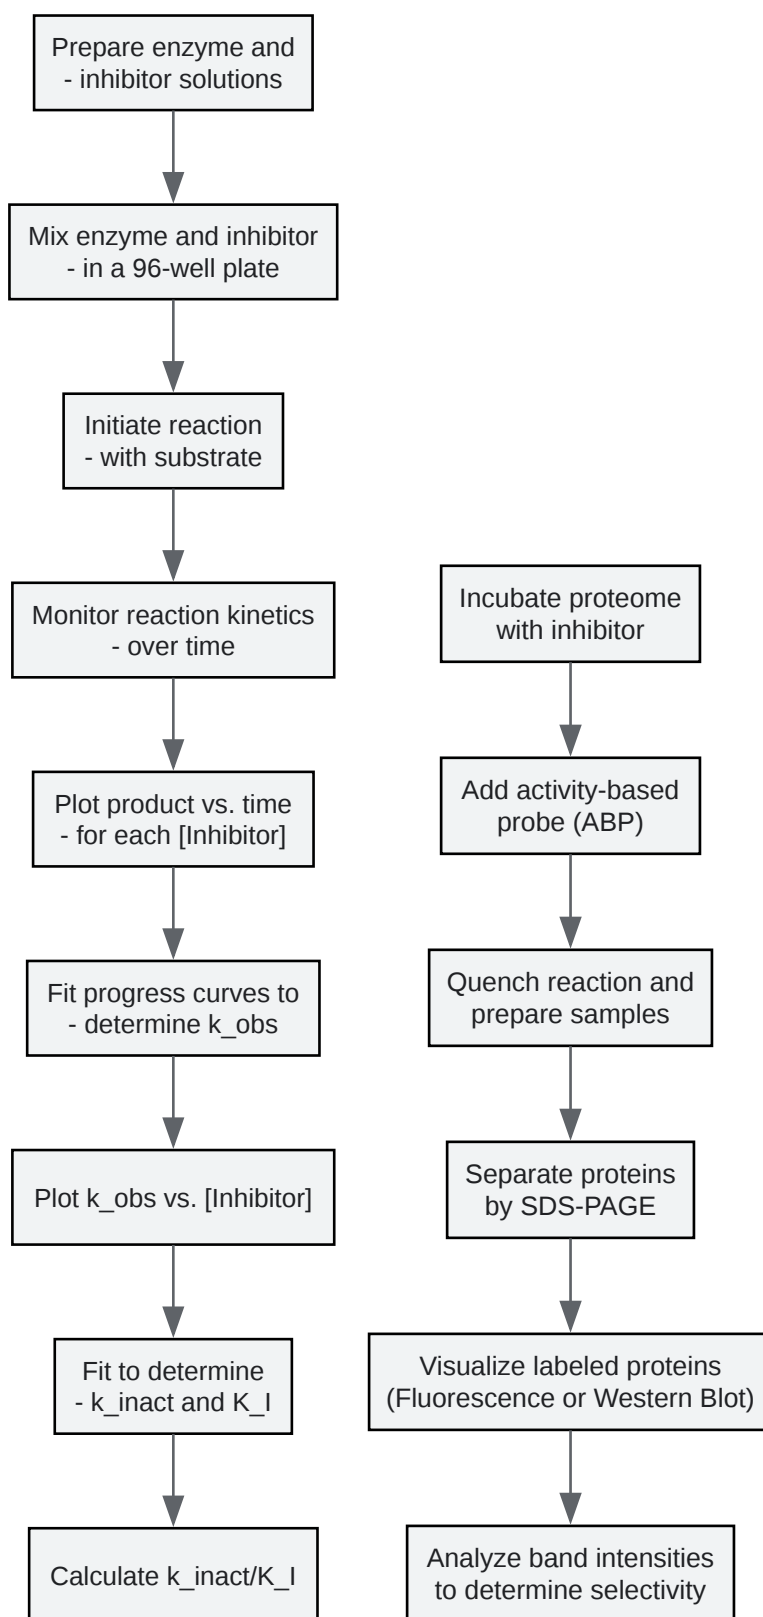 Prepare enzyme and
- inhibitor solutions
Mix enzyme and inhibitor
- in a 96-well plate
Initiate reaction
- with substrate
Monitor reaction kinetics
- over time
Plot product vs. time
- for each [Inhibitor]
Fit progress curves to
- determine k_obs
Plot k_obs vs. [Inhibitor]
Fit to determine
- k_inact and K_I
Calculate k_inact/K_I
Incubate proteome
with inhibitor
Add activity-based
probe (ABP)
Quench reaction and
prepare samples
Separate proteins
by SDS-PAGE
Visualize labeled proteins
(Fluorescence or Western Blot)
Analyze band intensities
to determine selectivity